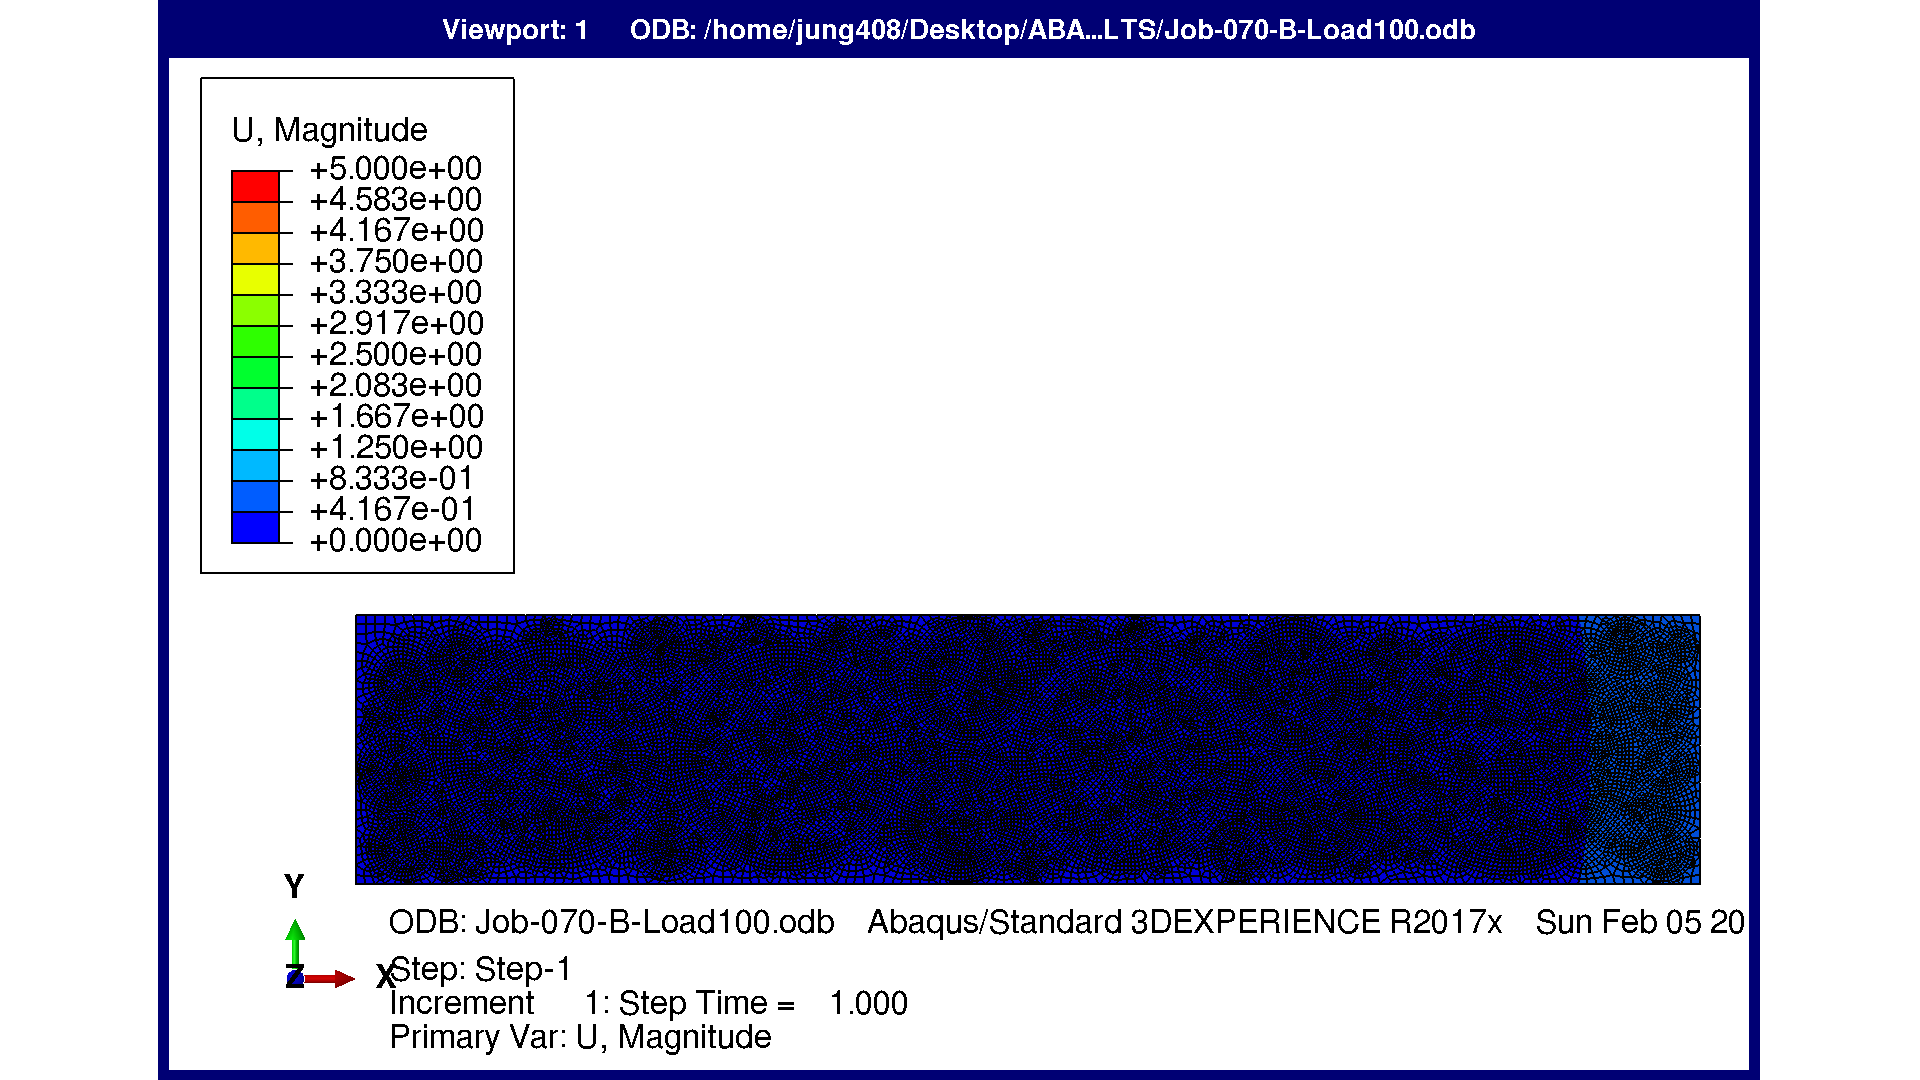 Viewport: 1 ODB: /home/jung408/Desktop/ABA...LTS/Job-070-B-Load100.odb
U, Magnitude
+5.000e+00
+4.583e+00
+4.167e+00
+3.750e+00
+3.333e+00
+2.917e+00
+2.500e+00
+2.083e+00
+1.667e+00
+1.250e+00
+8.333e-01
+4.167e-01
+0.000e+00
Y
Z
X
ODB: Job-070-B-Load100.odb Abaqus/Standard 3DEXPERIENCE R2017x Sun Feb 05 20
Step: Step-1
Increment 1: Step Time = 1.000
Primary Var: U, Magnitude